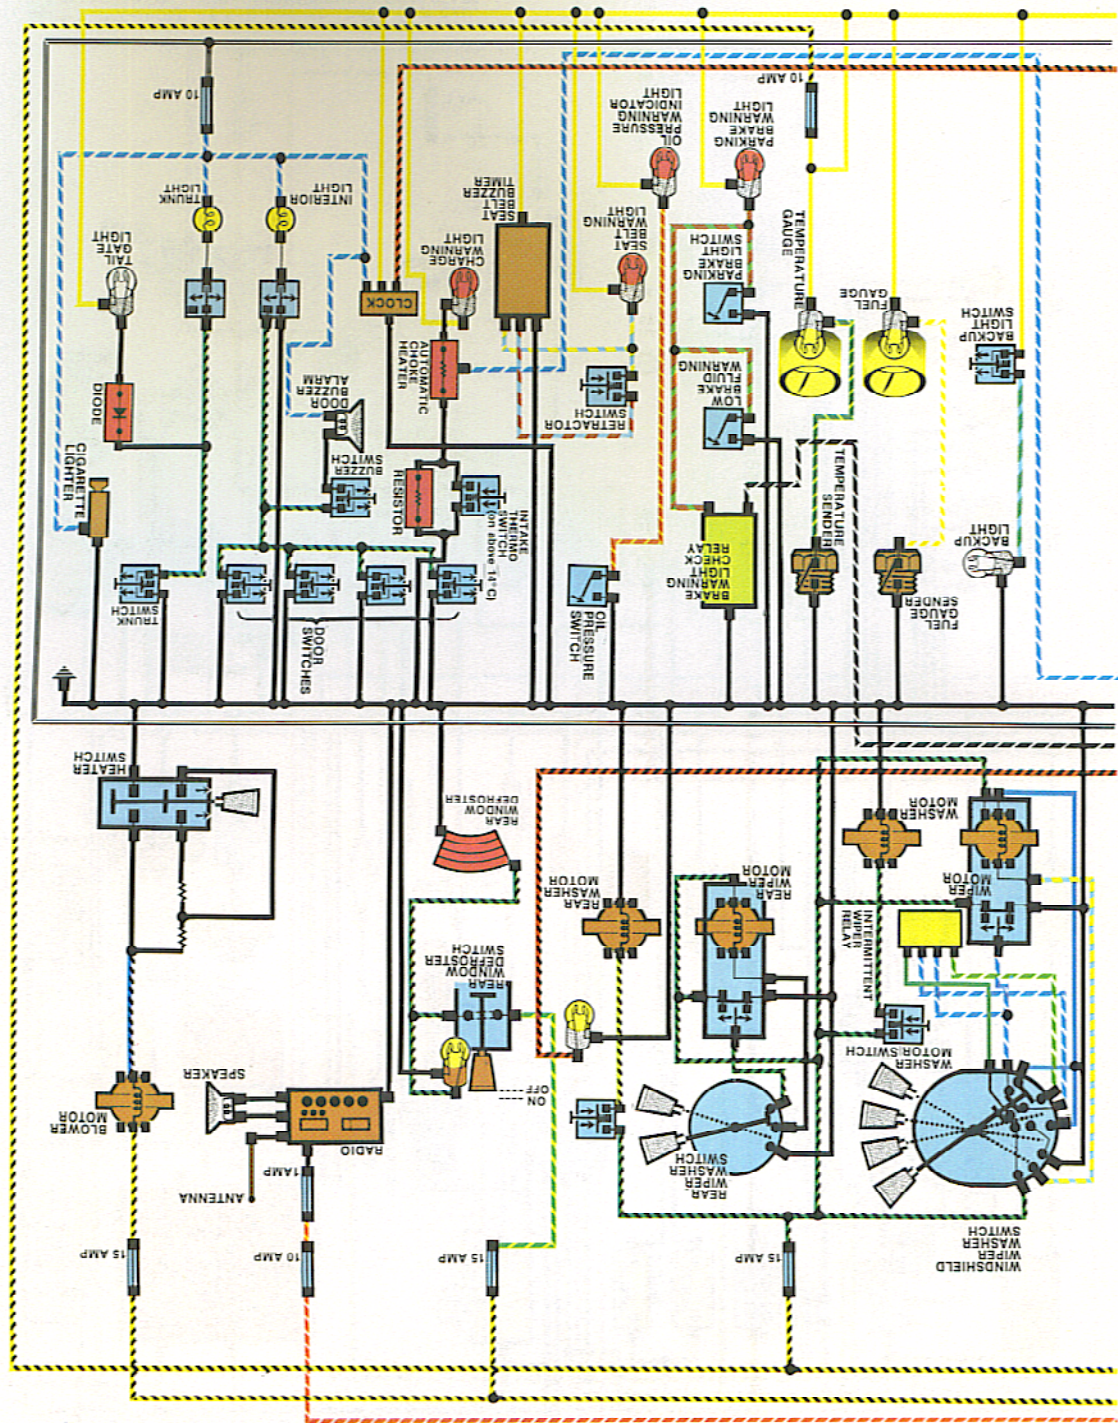 10 AMP
TRUNK
LIGHT
INTERIOR
LIGHT
TAIL
GATE
LIGHT
DIODE
CIGARETTE
LIGHTER
DOOR
BUZZER
ALARM
BUZZER
SWITCH
CLOCK
CHARGE
WARNING
LIGHT
AUTOMATIC
CHOKE
HEATER
RESISTOR
INTAKE
THERMO
SWITCH
(on above 14°C)
SEAT
BELT
BUZZER
TIMER
OIL
PRESSURE
INDICATOR
LIGHT
PARKING
BRAKE
WARNING
LIGHT
10 AMP
SEAT
BELT
WARNING
LIGHT
RETRACTOR
SWITCH
PARKING
BRAKE
LIGHT
SWITCH
LOW
BRAKE
FLUID
WARNING
TEMPERATURE
GAUGE
FUEL
GAUGE
BACKUP
LIGHT
SWITCH
TEMPERATURE
SENDER
FUEL
GAUGE
SENDER
BACKUP
LIGHT
BRAKE
WARNING
LIGHT
CHECK
RELAY
OIL
PRESSURE
SWITCH
TRUNK
SWITCH
DOOR
SWITCHES
HEATER
SWITCH
REAR
WINDOW
DEFROSTER
REAR
WASHER
MOTOR
REAR
WIPER
MOTOR
WASHER
MOTOR
WIPER
MOTOR
INTERMITTENT
WIPER
RELAY
REAR
WINDOW
DEFROSTER
SWITCH
WASHER
MOTOR/SWITCH
ON
OFF
BLOWER
MOTOR
SPEAKER
RADIO
ANTENNA
1AMP
REAR
WIPER
WASHER
SWITCH
WINDSHIELD
WIPER
WASHER
SWITCH
15 AMP
10 AMP
15 AMP
15 AMP